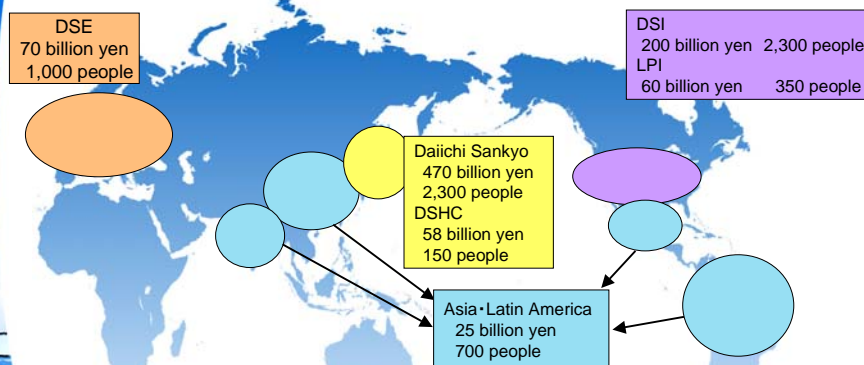 DSE
70 billion yen
1,000 people
DSI
200 billion yen 2,300 people
LPI
60 billion yen 350 people
Daiichi Sankyo
470 billion yen
2,300 people
DSHC
58 billion yen
150 people
Asia・Latin America
25 billion yen
700 people